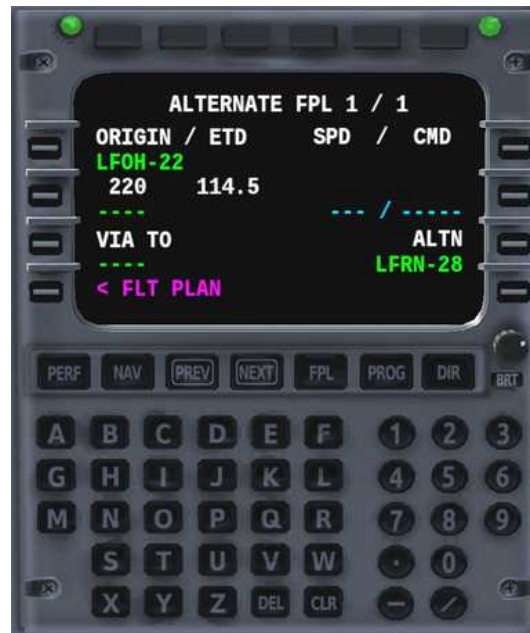 ALTERNATE FPL 1 / 1
ORIGIN / ETD SPD / CMD
LFOH-22
220 114.5
---- --- / -----
VIA TO ALTN
---- LFRN-28
< FLT PLAN
PERF NAV PREV NEXT FPL PROG DIR BRT
A B C D E F 1 2 3
G H I J K L 4 5 6
M N O P Q R 7 8 9
S T U V W . 0
X Y Z DEL CLR - /